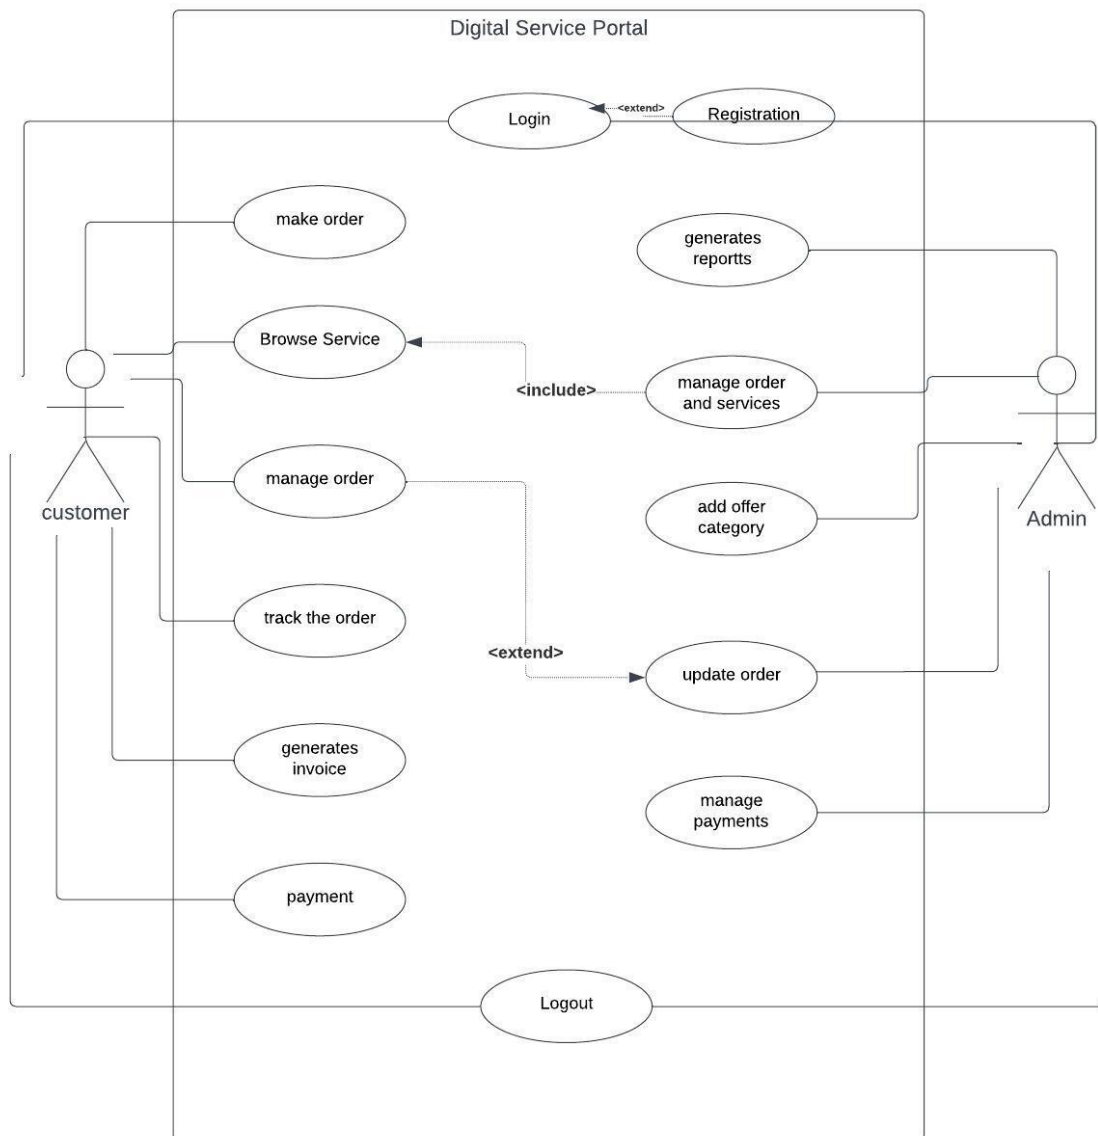 Digital Service Portal
Login
<extend>
Registration
make order
generates
reportts
Browse Service
<include>
manage order
and services
manage order
add offer
category
customer
Admin
track the order
<extend>
update order
generates
invoice
manage
payments
payment
Logout